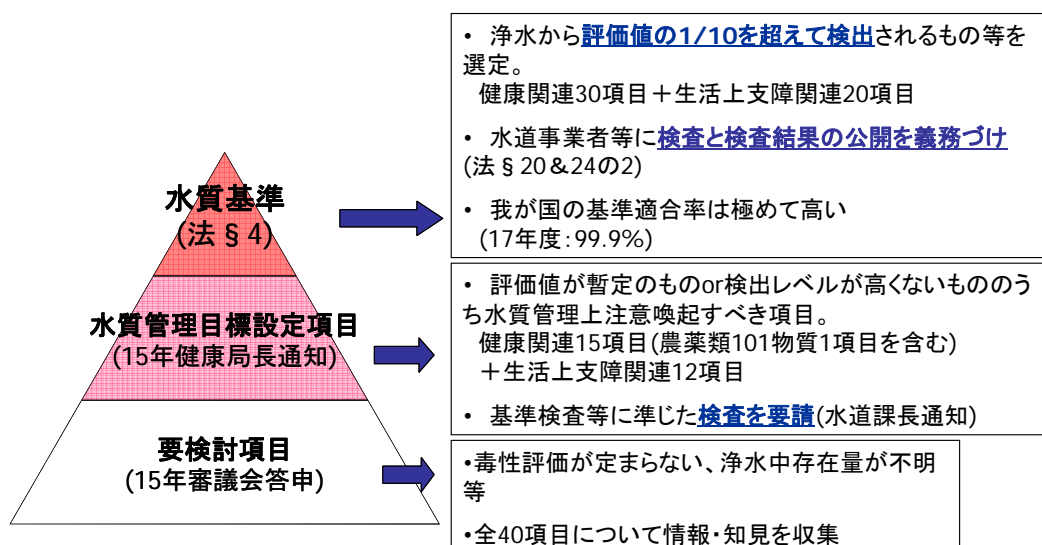 水質基準
(法§4)
水質管理目標設定項目
(15年健康局長通知)
要検討項目
(15年審議会答申)
• 浄水から評価値の1/10を超えて検出されるもの等を
選定。
健康関連30項目＋生活上支障関連20項目
• 水道事業者等に検査と検査結果の公開を義務づけ
(法§20&24の2)
• 我が国の基準適合率は極めて高い
(17年度：99.9%)
• 評価値が暫定のものor検出レベルが高くないもののう
ち水質管理上注意喚起すべき項目。
健康関連15項目(農薬類101物質1項目を含む)
＋生活上支障関連12項目
• 基準検査等に準じた検査を要請(水道課長通知)
•毒性評価が定まらない、浄水中存在量が不明
等
•全40項目について情報・知見を収集